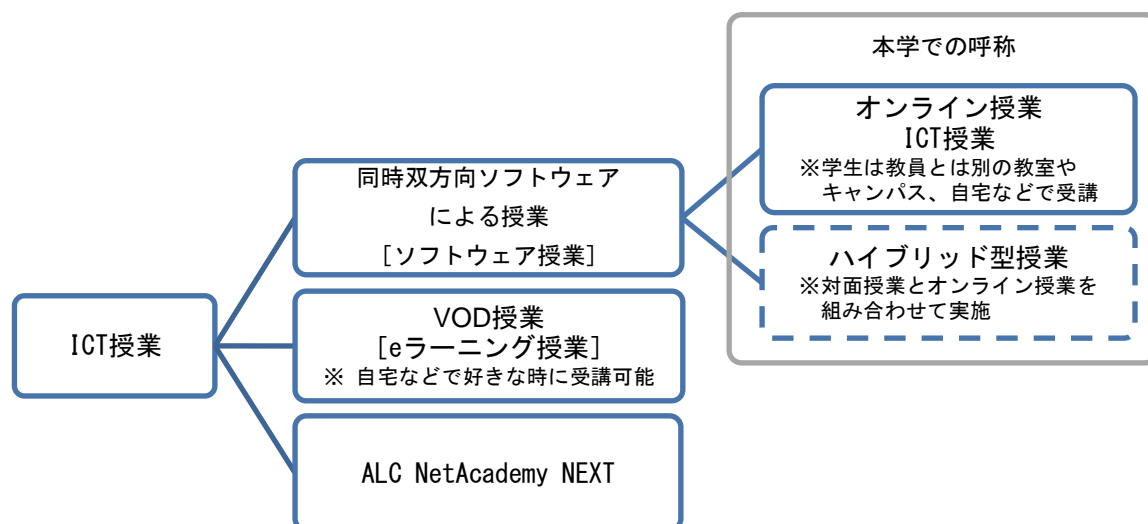 本学での呼称
オンライン授業
ICT授業
※学生は教員とは別の教室や
キャンパス、自宅などで受講
ハイブリッド型授業
※対面授業とオンライン授業を
組み合わせて実施
同時双方向ソフトウェア
による授業
[ソフトウェア授業]
ICT授業
VOD授業
[eラーニング授業]
※ 自宅などで好きな時に受講可能
ALC NetAcademy NEXT